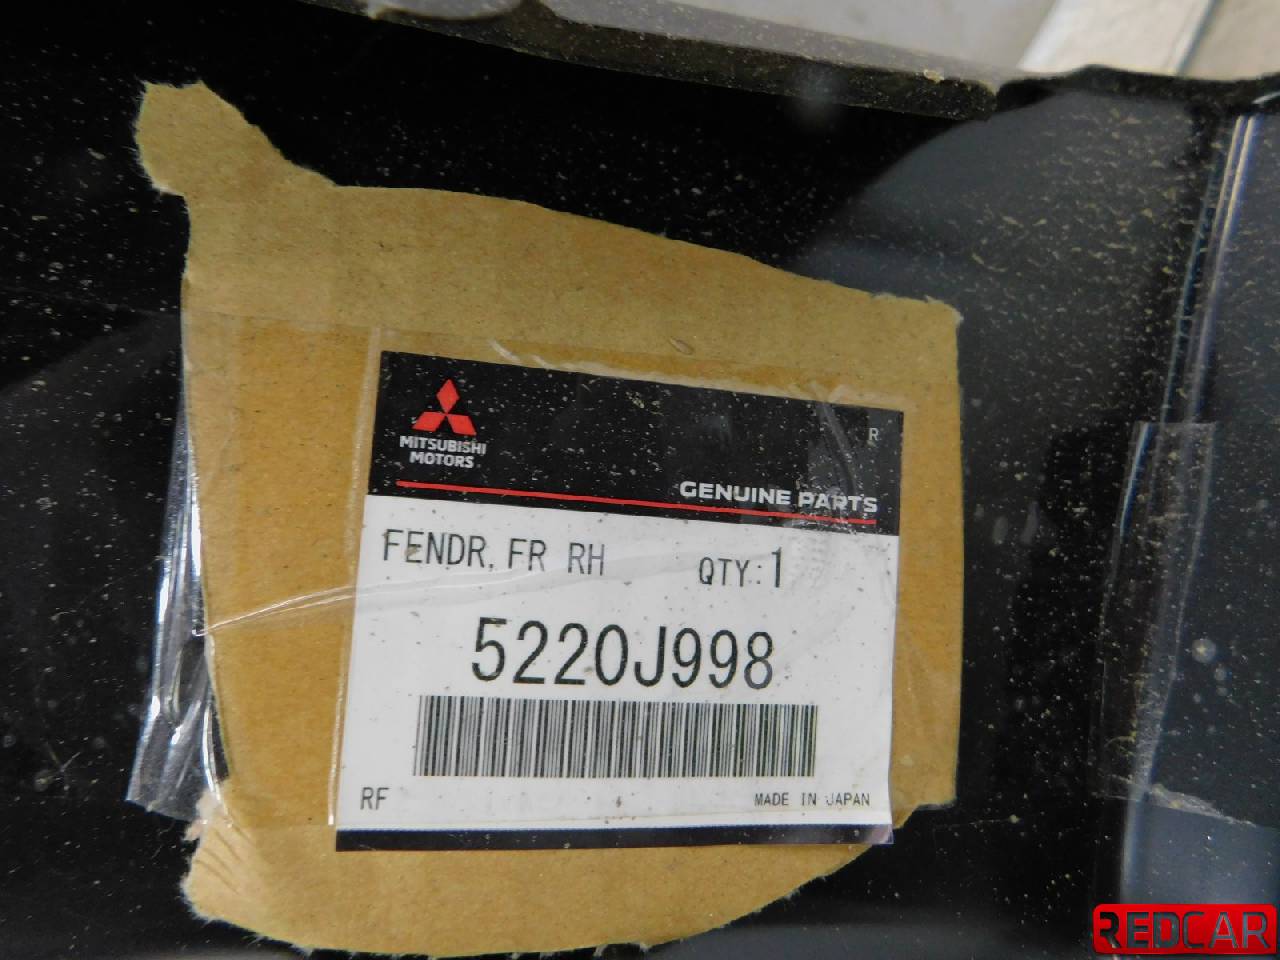 R
MITSUBISHI
MOTORS
GENUINE PARTS
FENDR, FR RH QTY:1
5220J998
RF MADE IN JAPAN
REDCAR